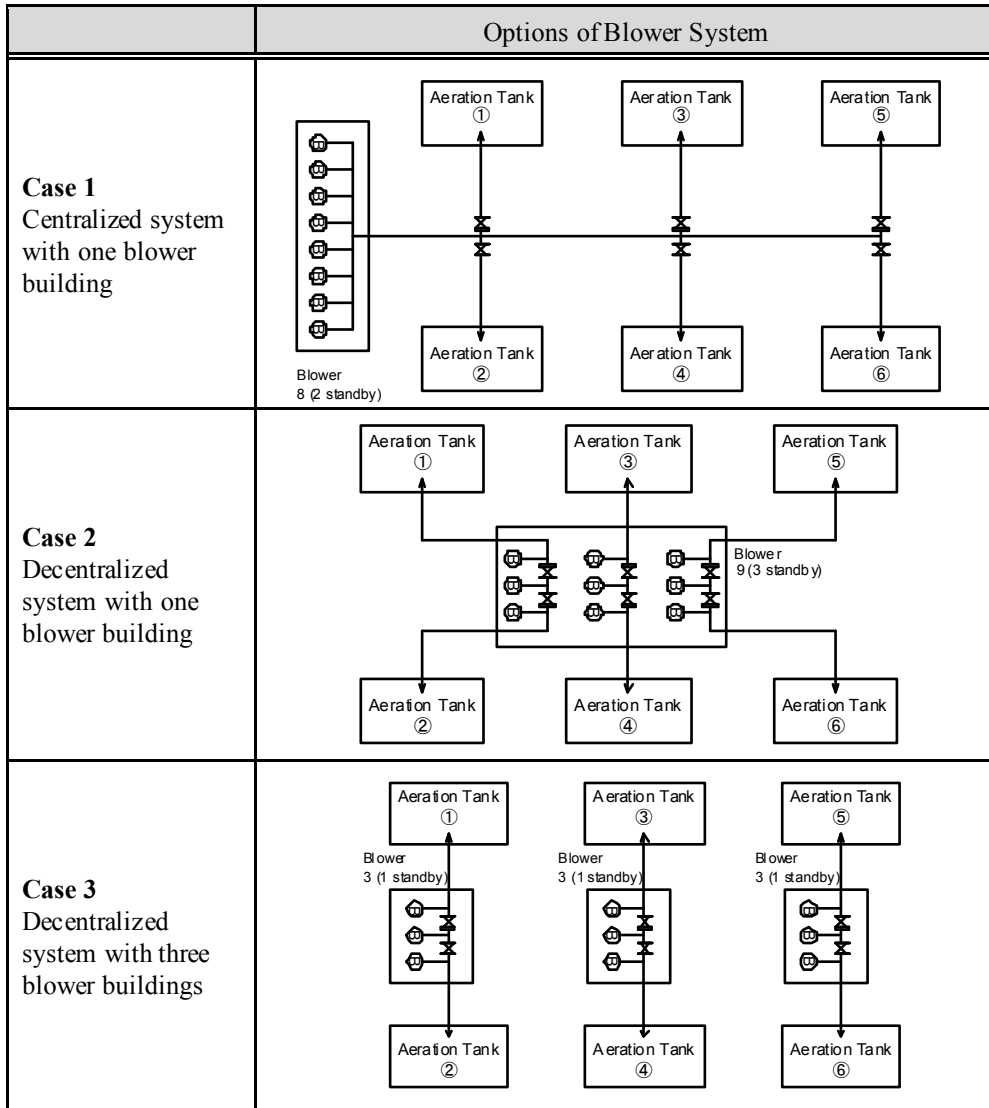 Options of Blower System
Case 1
Centralized system
with one blower
building
Aeration Tank
①
Aeration Tank
③
Aeration Tank
⑤
B
B
B
B
B
B
B
B
Blower
8 (2 standby)
Aeration Tank
②
Aeration Tank
④
Aeration Tank
⑥
Case 2
Decentralized
system with one
blower building
Aeration Tank
①
Aeration Tank
③
Aeration Tank
⑤
B B B
B B B
B B B
Blower
9 (3 standby)
Aeration Tank
②
Aeration Tank
④
Aeration Tank
⑥
Case 3
Decentralized
system with three
blower buildings
Aeration Tank
①
Aeration Tank
③
Aeration Tank
⑤
Blower
3 (1 standby)
Blower
3 (1 standby)
Blower
3 (1 standby)
B B B
B B B
B B B
Aeration Tank
②
Aeration Tank
④
Aeration Tank
⑥